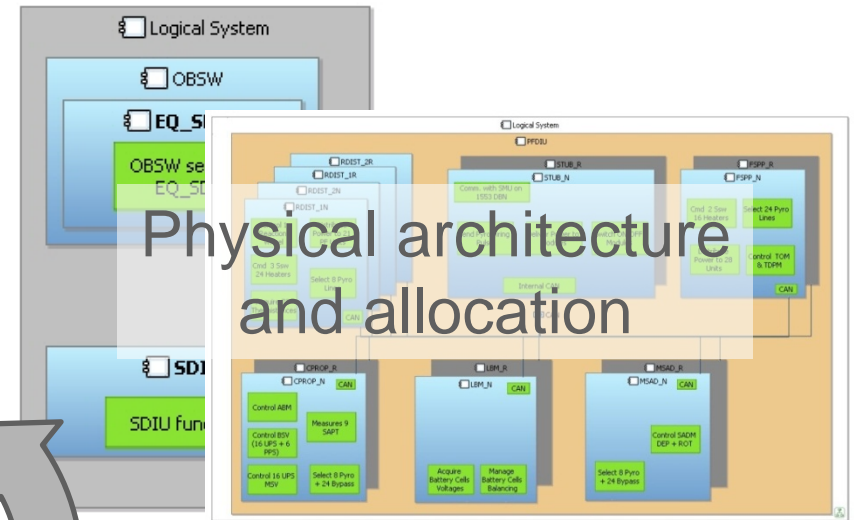 Logical System
OBSW
EQ_S
OBSW se
EQ_SD
SDI
SDIU fun
Physical architecture
and allocation
Logical System
PFDIU
RDIST_2R
RDIST_1R
RDIST_2N
RDIST_1N
Cmd 3 Sow
24 Heaters
Select 8 Pyro
Lines
CAN
STUB_R
STUB_N
Comm. with SMU on
1553 DBN
Internal CAN
FSPP_R
FSPP_N
Cmd 2 Sow
16 Heaters
Select 24 Pyro
Lines
Power to 28
Units
Control TOM
& TDPM
CAN
CPROP_R
CPROP_N
CAN
Control ABM
Measures 9
SAPT
Control BSV
(16 UPS + 6
PPS)
Control 16 UPS
MSV
Select 8 Pyro
+ 24 Bypass
LBM_R
LBM_N
CAN
Acquire
Battery Cells
Voltages
Manage
Battery Cells
Balancing
MSAD_R
MSAD_N
CAN
Control SADM
DEP + ROT
Select 8 Pyro
+ 24 Bypass